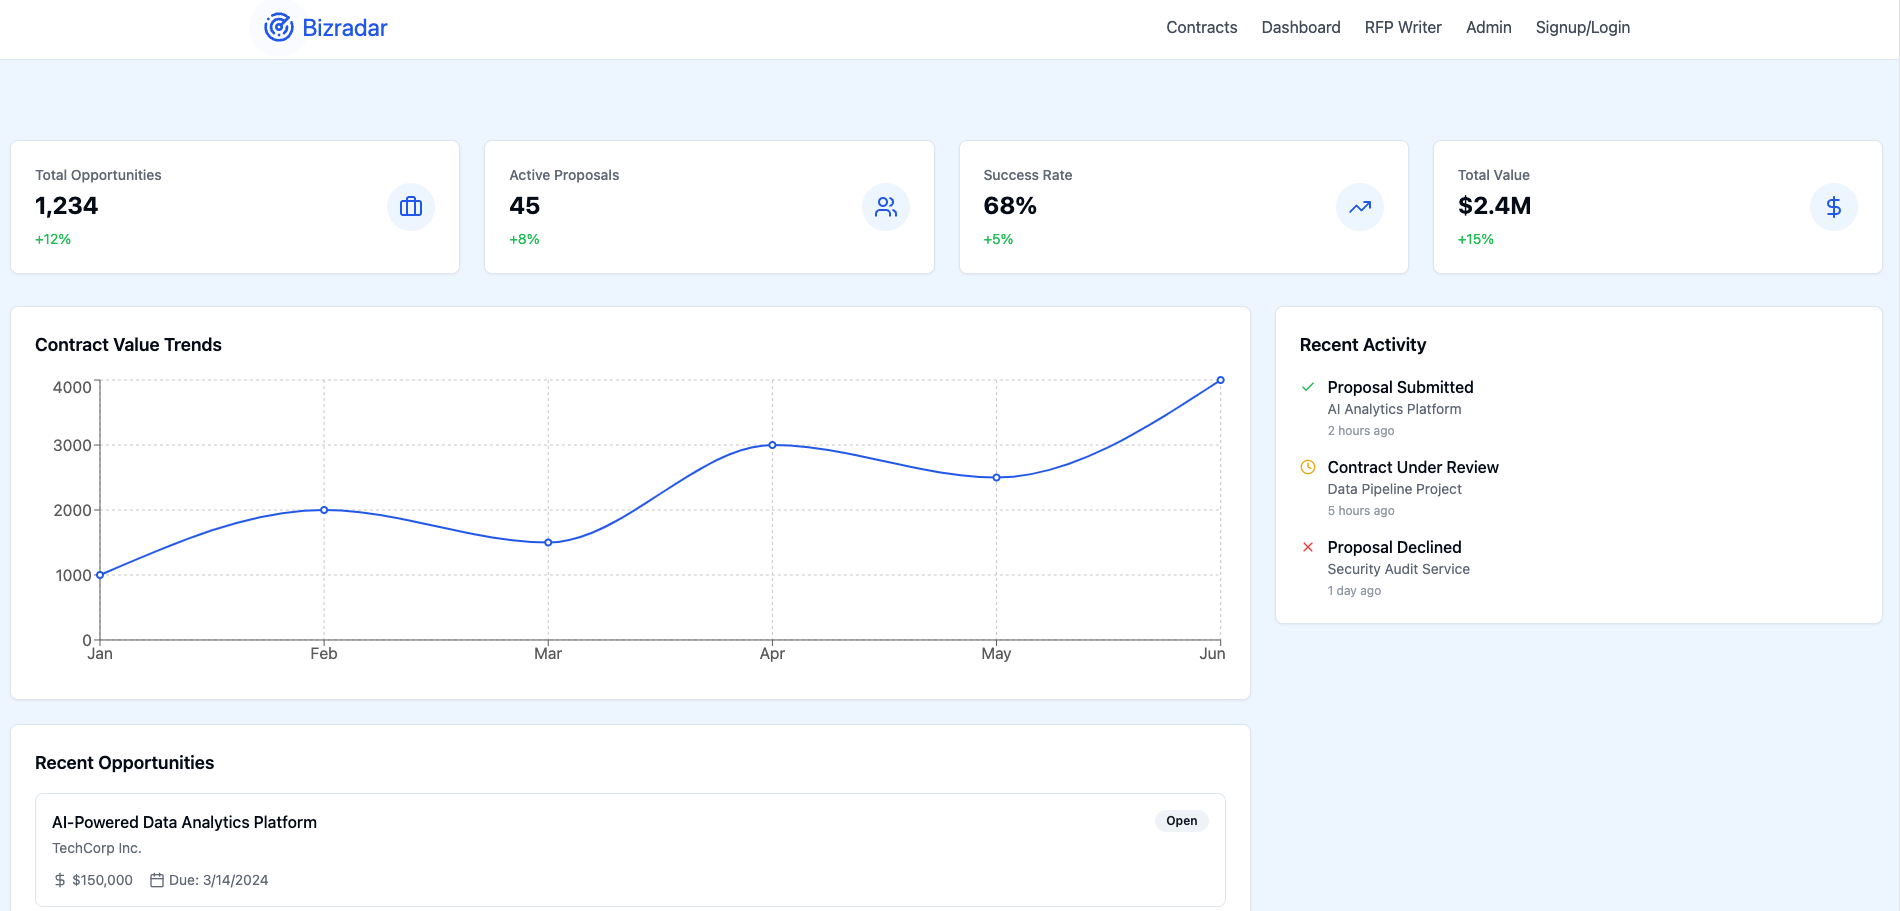 Bizradar
Contracts Dashboard RFP Writer Admin Signup/Login
Total Opportunities
1,234
+12%
Active Proposals
45
+8%
Success Rate
68%
+5%
Total Value
$2.4M
+15%
Contract Value Trends
4000
3000
2000
1000
0
Jan Feb Mar Apr May Jun
Recent Activity
Proposal Submitted
AI Analytics Platform
2 hours ago
Contract Under Review
Data Pipeline Project
5 hours ago
Proposal Declined
Security Audit Service
1 day ago
Recent Opportunities
AI-Powered Data Analytics Platform
Open
TechCorp Inc.
$ $150,000 Due: 3/14/2024